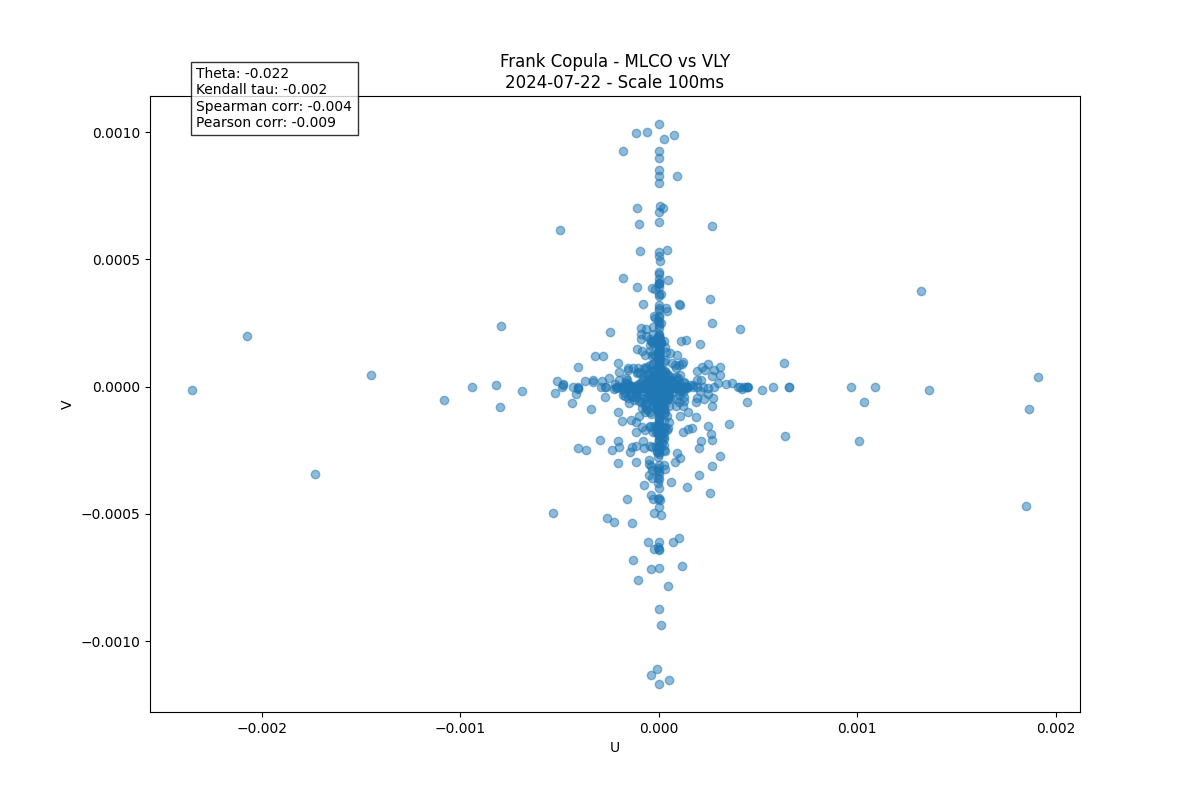 Frank Copula - MLCO vs VLY
2024-07-22 - Scale 100ms
Theta: -0.022
Kendall tau: -0.002
Spearman corr: -0.004
Pearson corr: -0.009
0.0010
0.0005
0.0000
−0.0005
−0.0010
V
−0.002
−0.001
0.000
0.001
0.002
U